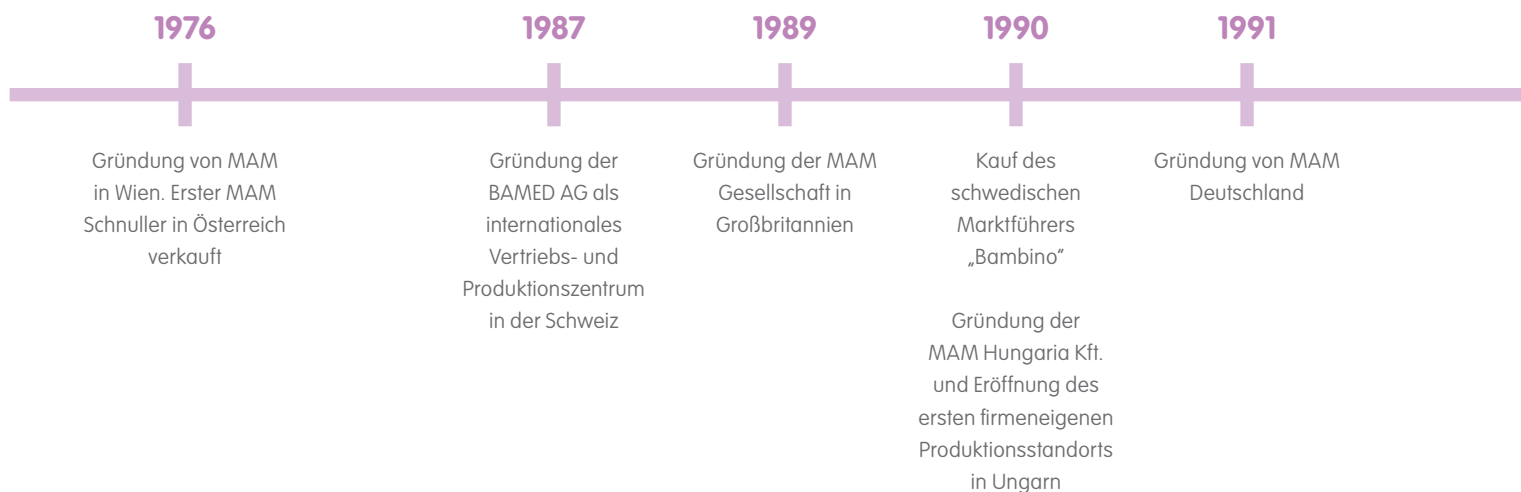 1976
Gründung von MAM
in Wien. Erster MAM
Schnuller in Österreich
verkauft
1987
Gründung der
BAMED AG als
internationales
Vertriebs- und
Produktionszentrum
in der Schweiz
1989
Gründung der MAM
Gesellschaft in
Großbritannien
1990
Kauf des
schwedischen
Marktführers
„Bambino“
Gründung der
MAM Hungaria Kft.
und Eröffnung des
ersten firmeneigenen
Produktionsstandorts
in Ungarn
1991
Gründung von MAM
Deutschland